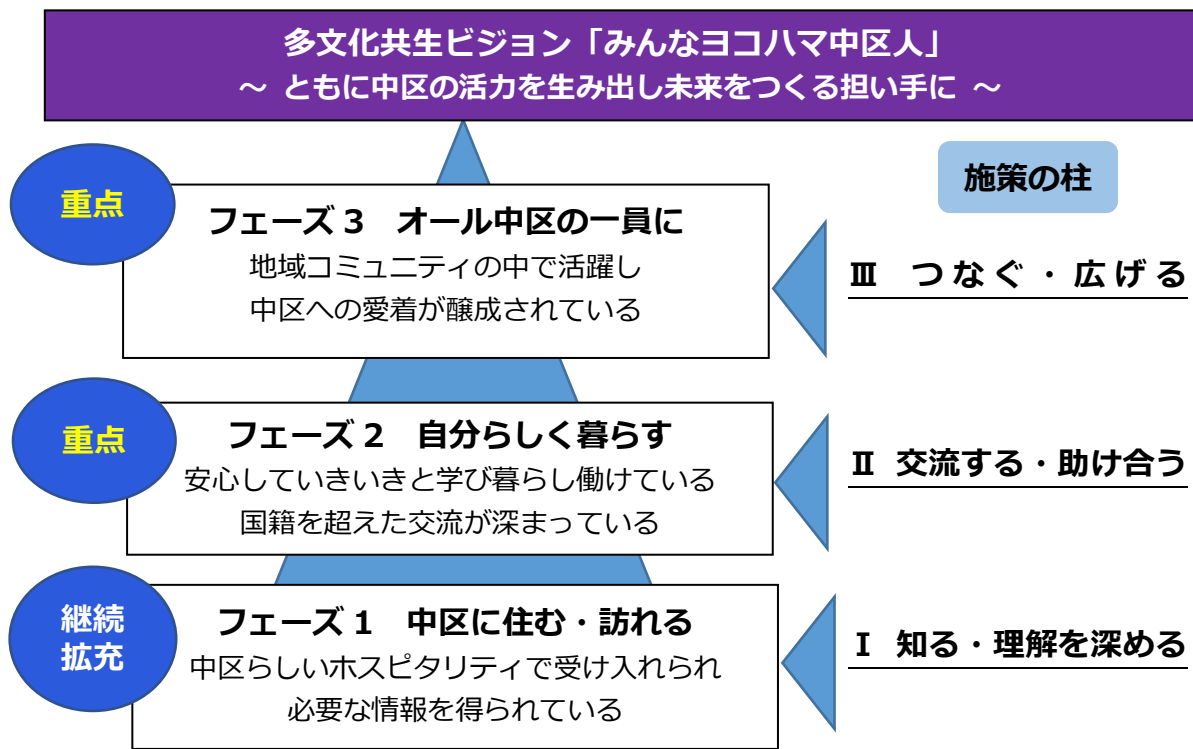 多文化共生ビジョン「みんなヨコハマ中区人」
～ ともに中区の活力を生み出し未来をつくる担い手に ～
施策の柱
重点
フェーズ３　オール中区の一員に
地域コミュニティの中で活躍し
中区への愛着が醸成されている
Ⅲ　つなぐ・広げる
重点
フェーズ２　自分らしく暮らす
安心していきいきと学び暮らし働けている
国籍を超えた交流が深まっている
Ⅱ　交流する・助け合う
継続
拡充
フェーズ１　中区に住む・訪れる
中区らしいホスピタリティで受け入れられ
必要な情報を得られている
Ⅰ　知る・理解を深める